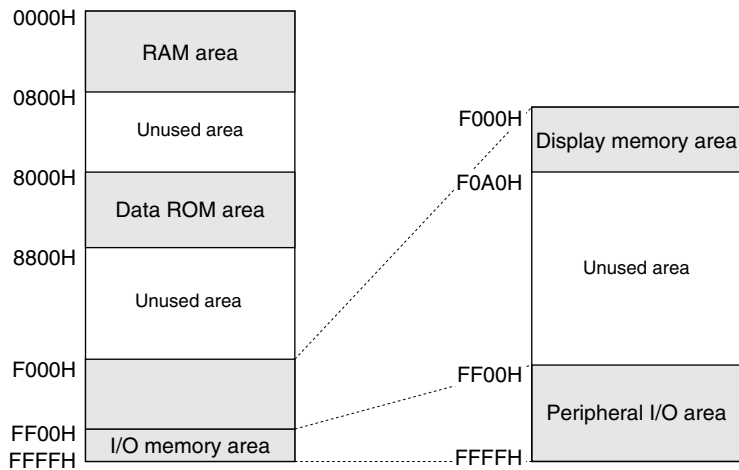 0000H
RAM area
0800H
Unused area
8000H
Data ROM area
8800H
Unused area
F000H
FF00H
I/O memory area
FFFFH
F000H
Display memory area
F0A0H
Unused area
FF00H
Peripheral I/O area
FFFFH